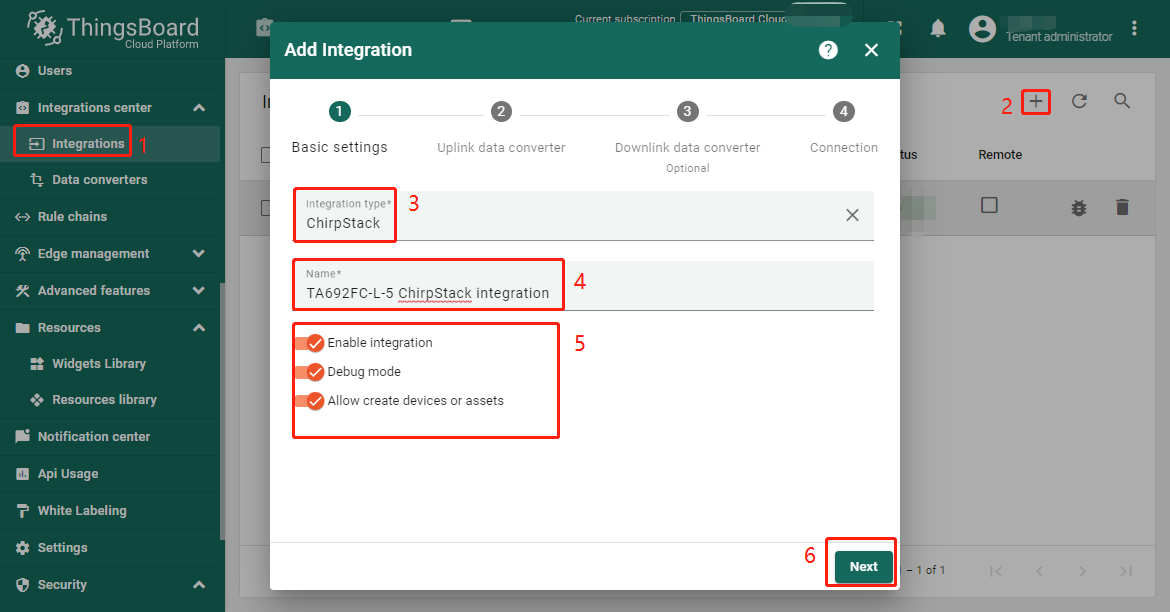 ThingsBoard
Cloud Platform
Current subscription
ThingsBoard Cloud
Tenant administrator
Users
Integrations center
Integrations
1
Data converters
Rule chains
Edge management
Advanced features
Resources
Widgets Library
Resources library
Notification center
Api Usage
White Labeling
Settings
Security
2
Remote
Add Integration
?
1
2
3
4
Basic settings
Uplink data converter
Downlink data converter
Connection
Optional
Integration type*
3
ChirpStack
Name*
4
TA692FC-L-5 ChirpStack integration
5
Enable integration
Debug mode
Allow create devices or assets
6
Next
– 1 of 1